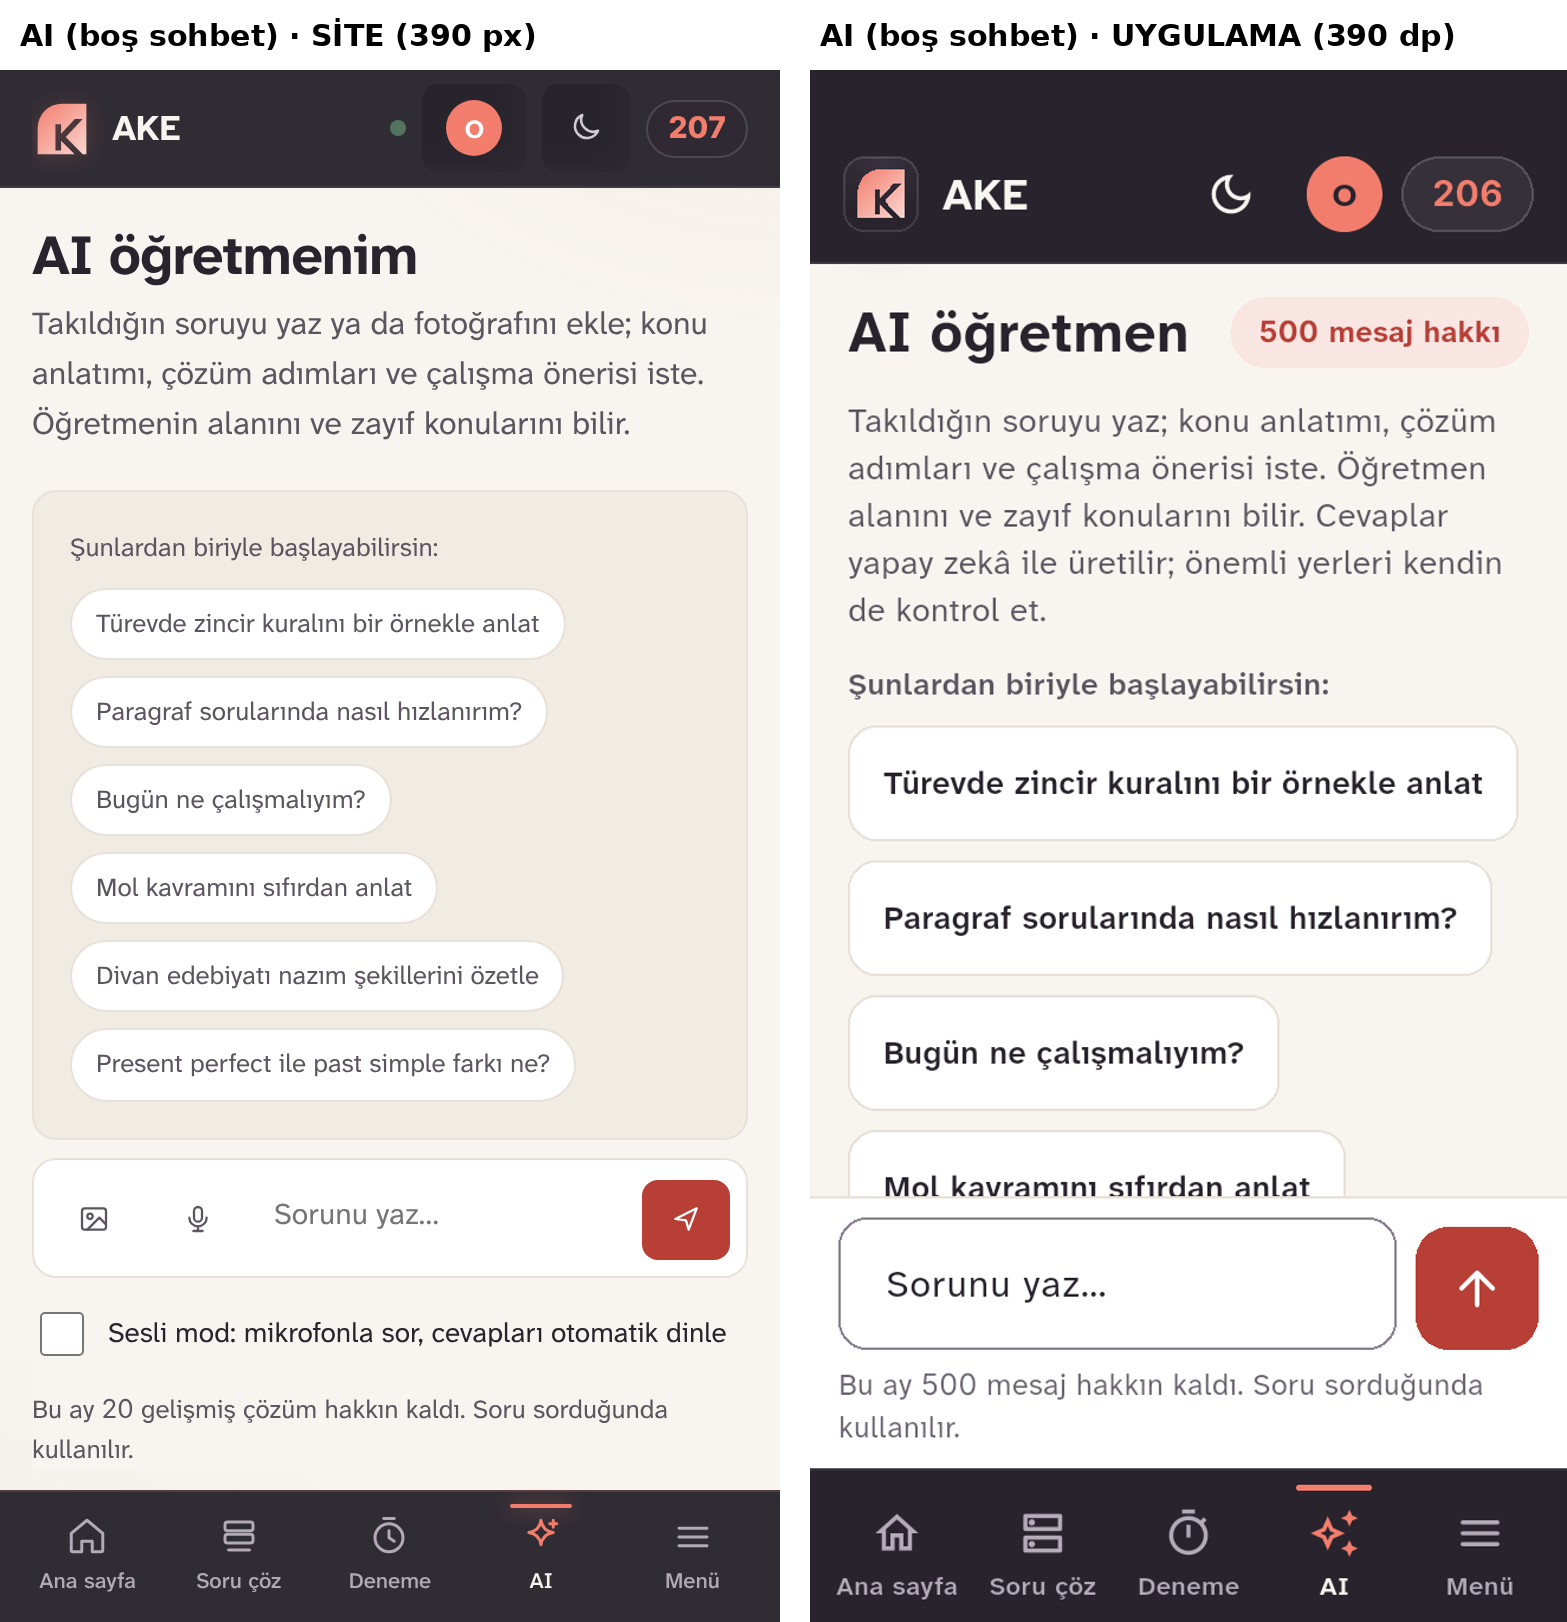 AI (boş sohbet) · SİTE (390 px)
K AKE
O
207
AI öğretmenim
Takıldığın soruyu yaz ya da fotoğrafını ekle; konu
anlatımı, çözüm adımları ve çalışma önerisi iste.
Öğretmenin alanını ve zayıf konularını bilir.
Şunlardan biriyle başlayabilirsin:
Türevde zincir kuralını bir örnekle anlat
Paragraf sorularında nasıl hızlanırım?
Bugün ne çalışmalıyım?
Mol kavramını sıfırdan anlat
Divan edebiyatı nazım şekillerini özetle
Present perfect ile past simple farkı ne?
Sorunu yaz...
Sesli mod: mikrofonla sor, cevapları otomatik dinle
Bu ay 20 gelişmiş çözüm hakkın kaldı. Soru sorduğunda
kullanılır.
Ana sayfa
Soru çöz
Deneme
AI
Menü
AI (boş sohbet) · UYGULAMA (390 dp)
K AKE
O
206
AI öğretmen
500 mesaj hakkı
Takıldığın soruyu yaz; konu anlatımı, çözüm
adımları ve çalışma önerisi iste. Öğretmen
alanını ve zayıf konularını bilir. Cevaplar
yapay zekâ ile üretilir; önemli yerleri kendin
de kontrol et.
Şunlardan biriyle başlayabilirsin:
Türevde zincir kuralını bir örnekle anlat
Paragraf sorularında nasıl hızlanırım?
Bugün ne çalışmalıyım?
Mol kavramını sıfırdan anlat
Sorunu yaz...
Bu ay 500 mesaj hakkın kaldı. Soru sorduğunda
kullanılır.
Ana sayfa
Soru çöz
Deneme
AI
Menü